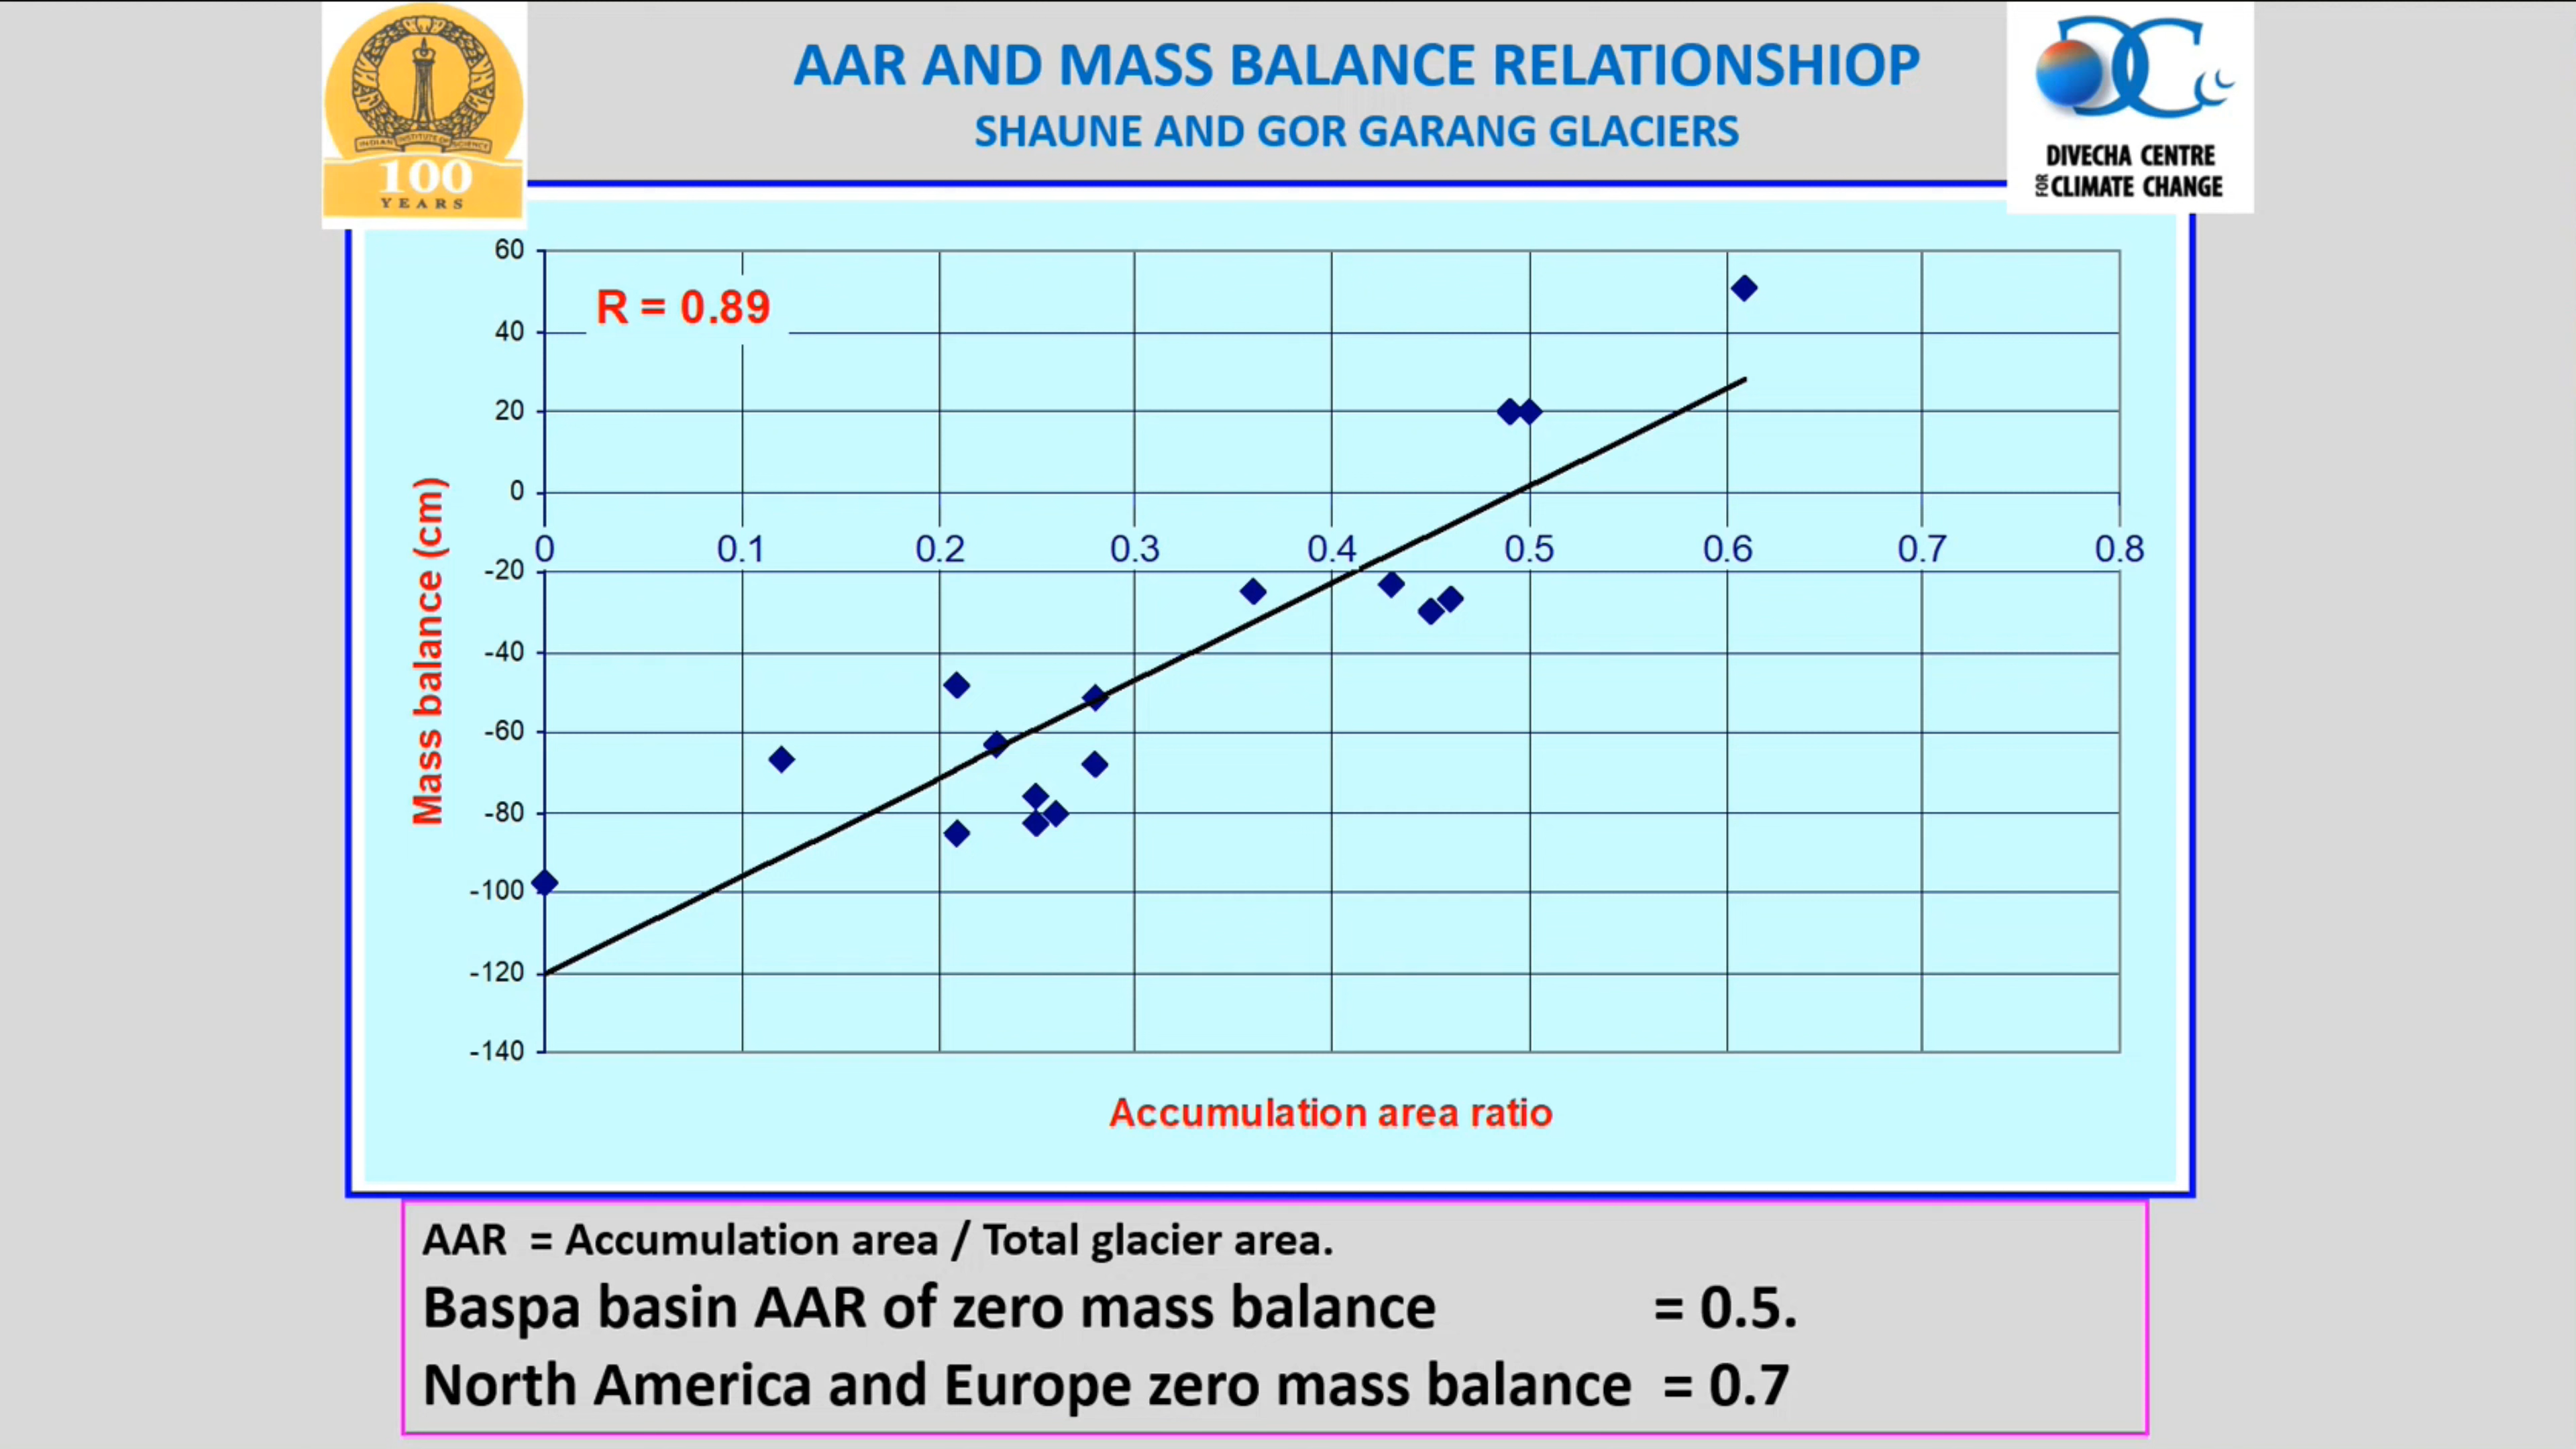 AAR AND MASS BALANCE RELATIONSHIOP
SHAUNE AND GOR GARANG GLACIERS
INDIAN INSTITUTE OF SCIENCE
100
YEARS
DIVECHA CENTRE
FOR CLIMATE CHANGE
R = 0.89
60
40
20
0
-20
-40
-60
-80
-100
-120
-140
0 0.1 0.2 0.3 0.4 0.5 0.6 0.7 0.8
Mass balance (cm)
Accumulation area ratio
AAR = Accumulation area / Total glacier area.
Baspa basin AAR of zero mass balance = 0.5.
North America and Europe zero mass balance = 0.7